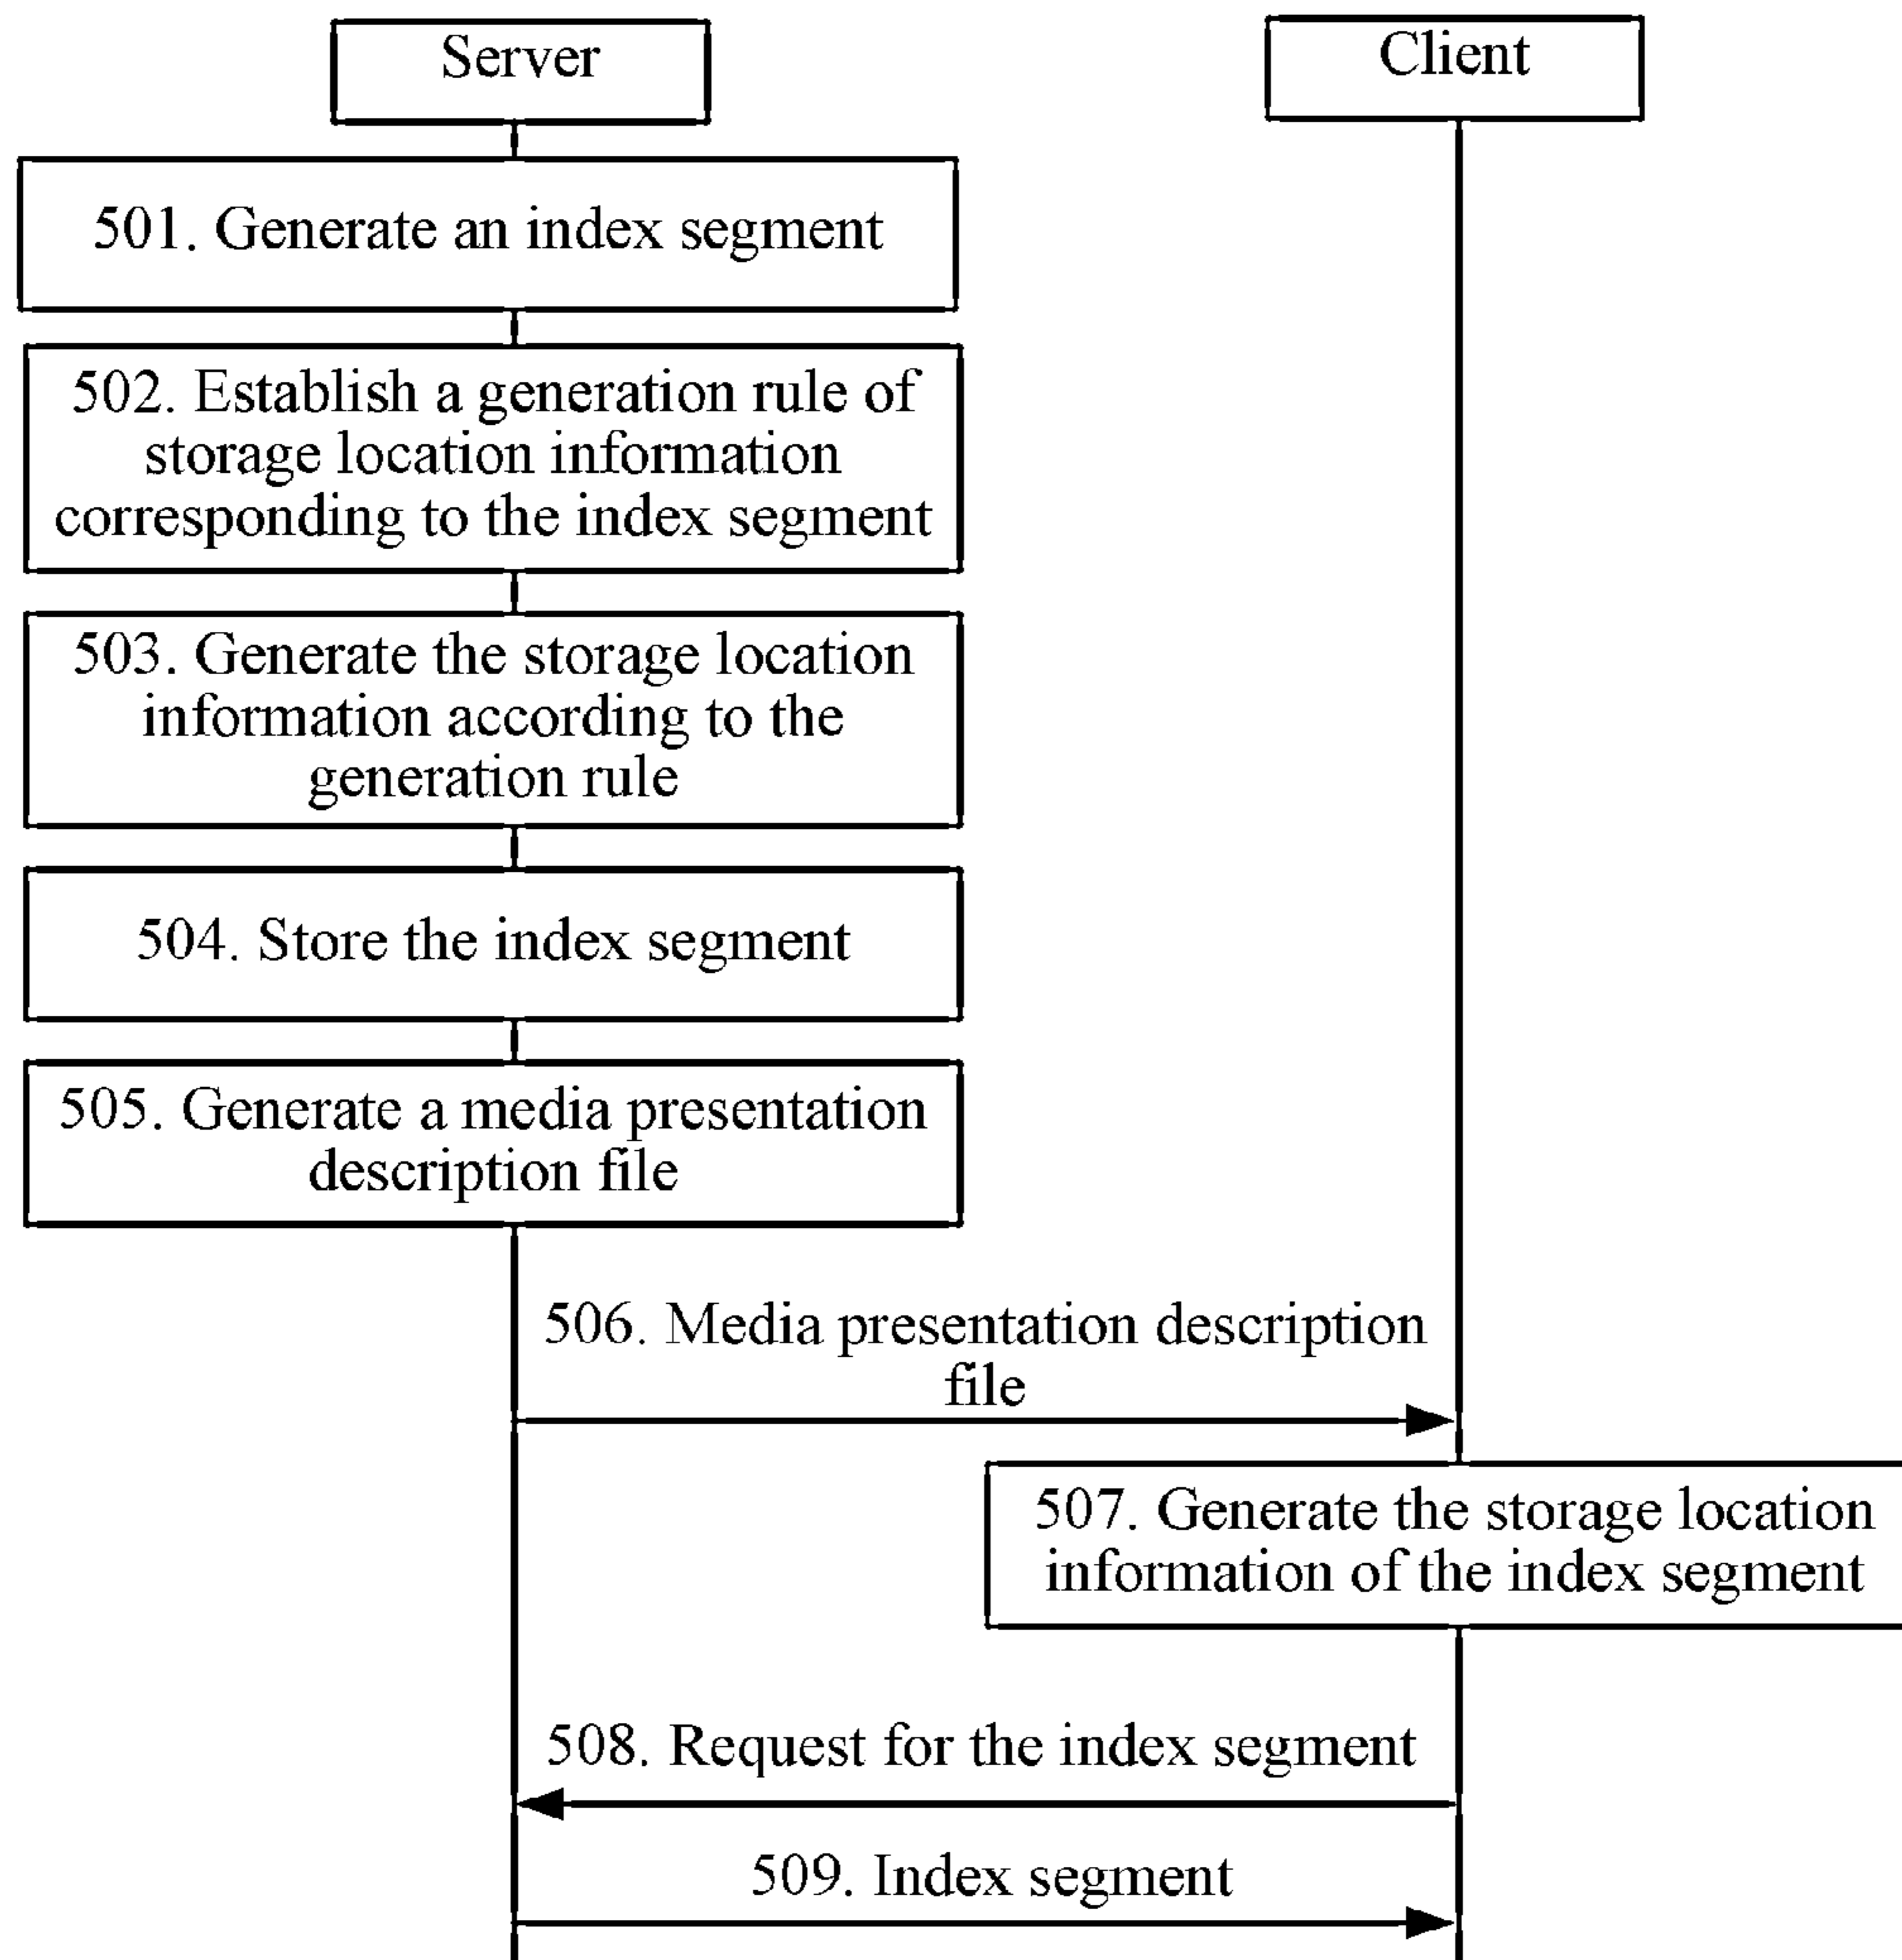 Server
Client
501. Generate an index segment
502. Establish a generation rule of
storage location information
corresponding to the index segment
503. Generate the storage location
information according to the
generation rule
504. Store the index segment
505. Generate a media presentation
description file
506. Media presentation description
file
507. Generate the storage location
information of the index segment
508. Request for the index segment
509. Index segment